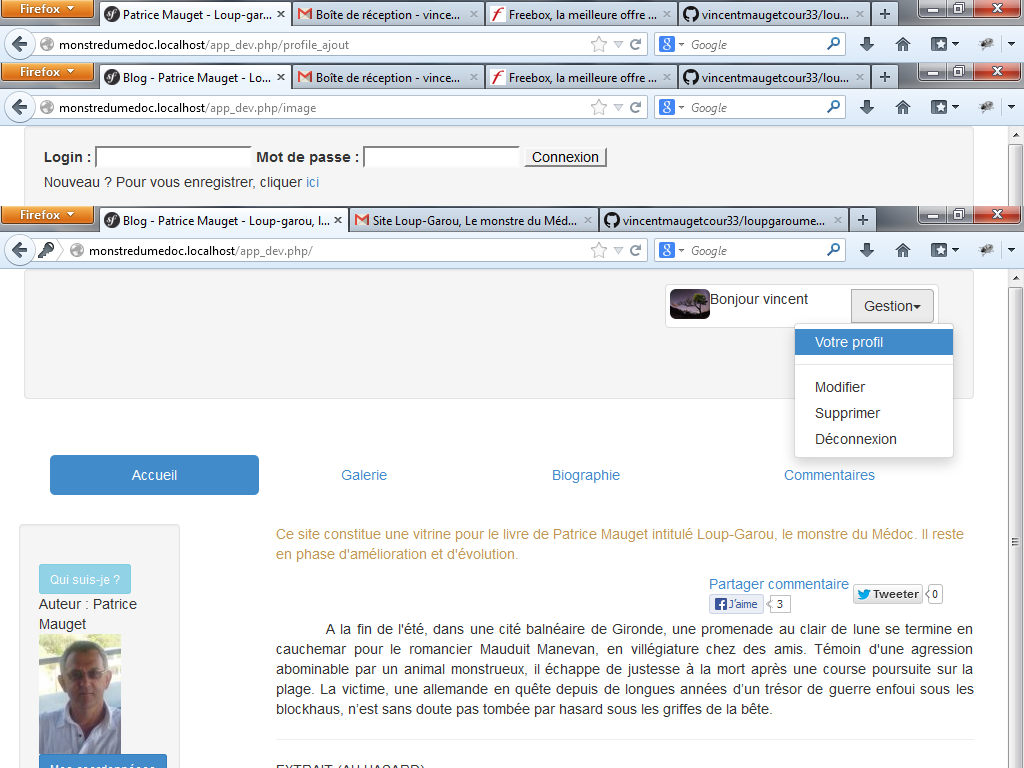 Firefox
Patrice Mauget - Loup-gar...
Boîte de réception - vince...
Freebox, la meilleure offre ...
vincentmaugetcour33/lou...
monstredumedoc.localhost/app_dev.php/profile_ajout
Google
Firefox
Blog - Patrice Mauget - Lo...
Boîte de réception - vince...
Freebox, la meilleure offre ...
vincentmaugetcour33/lou...
monstredumedoc.localhost/app_dev.php/image
Google
Login :
Mot de passe :
Connexion
Nouveau ? Pour vous enregistrer, cliquer ici
Firefox
Blog - Patrice Mauget - Loup-garou, l...
Site Loup-Garou, Le monstre du Méd...
vincentmaugetcour33/loupgaroume...
monstredumedoc.localhost/app_dev.php/
Google
Bonjour vincent
Gestion
Votre profil
Modifier
Supprimer
Déconnexion
Accueil
Galerie
Biographie
Commentaires
Qui suis-je ?
Auteur : Patrice
Mauget
Ce site constitue une vitrine pour le livre de Patrice Mauget intitulé Loup-Garou, le monstre du Médoc. Il reste
en phase d'amélioration et d'évolution.
Partager commentaire
Tweeter
0
J'aime
3
A la fin de l'été, dans une cité balnéaire de Gironde, une promenade au clair de lune se termine en
cauchemar pour le romancier Mauduit Manevan, en villégiature chez des amis. Témoin d'une agression
abominable par un animal monstrueux, il échappe de justesse à la mort après une course poursuite sur la
plage. La victime, une allemande en quête depuis de longues années d'un trésor de guerre enfoui sous les
blockhaus, n'est sans doute pas tombée par hasard sous les griffes de la bête.
EXTRAIT (AU HASARD)